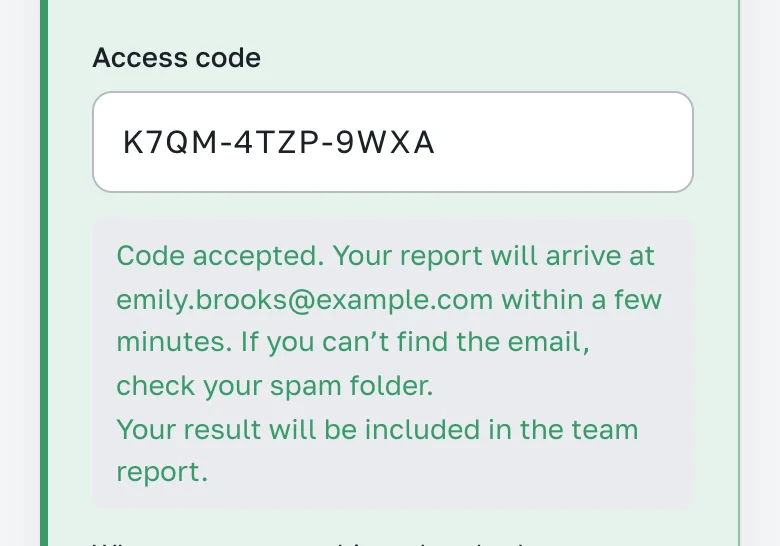 Access code
K7QM-4TZP-9WXA
Code accepted. Your report will arrive at
emily.brooks@example.com within a few
minutes. If you can’t find the email,
check your spam folder.
Your result will be included in the team
report.